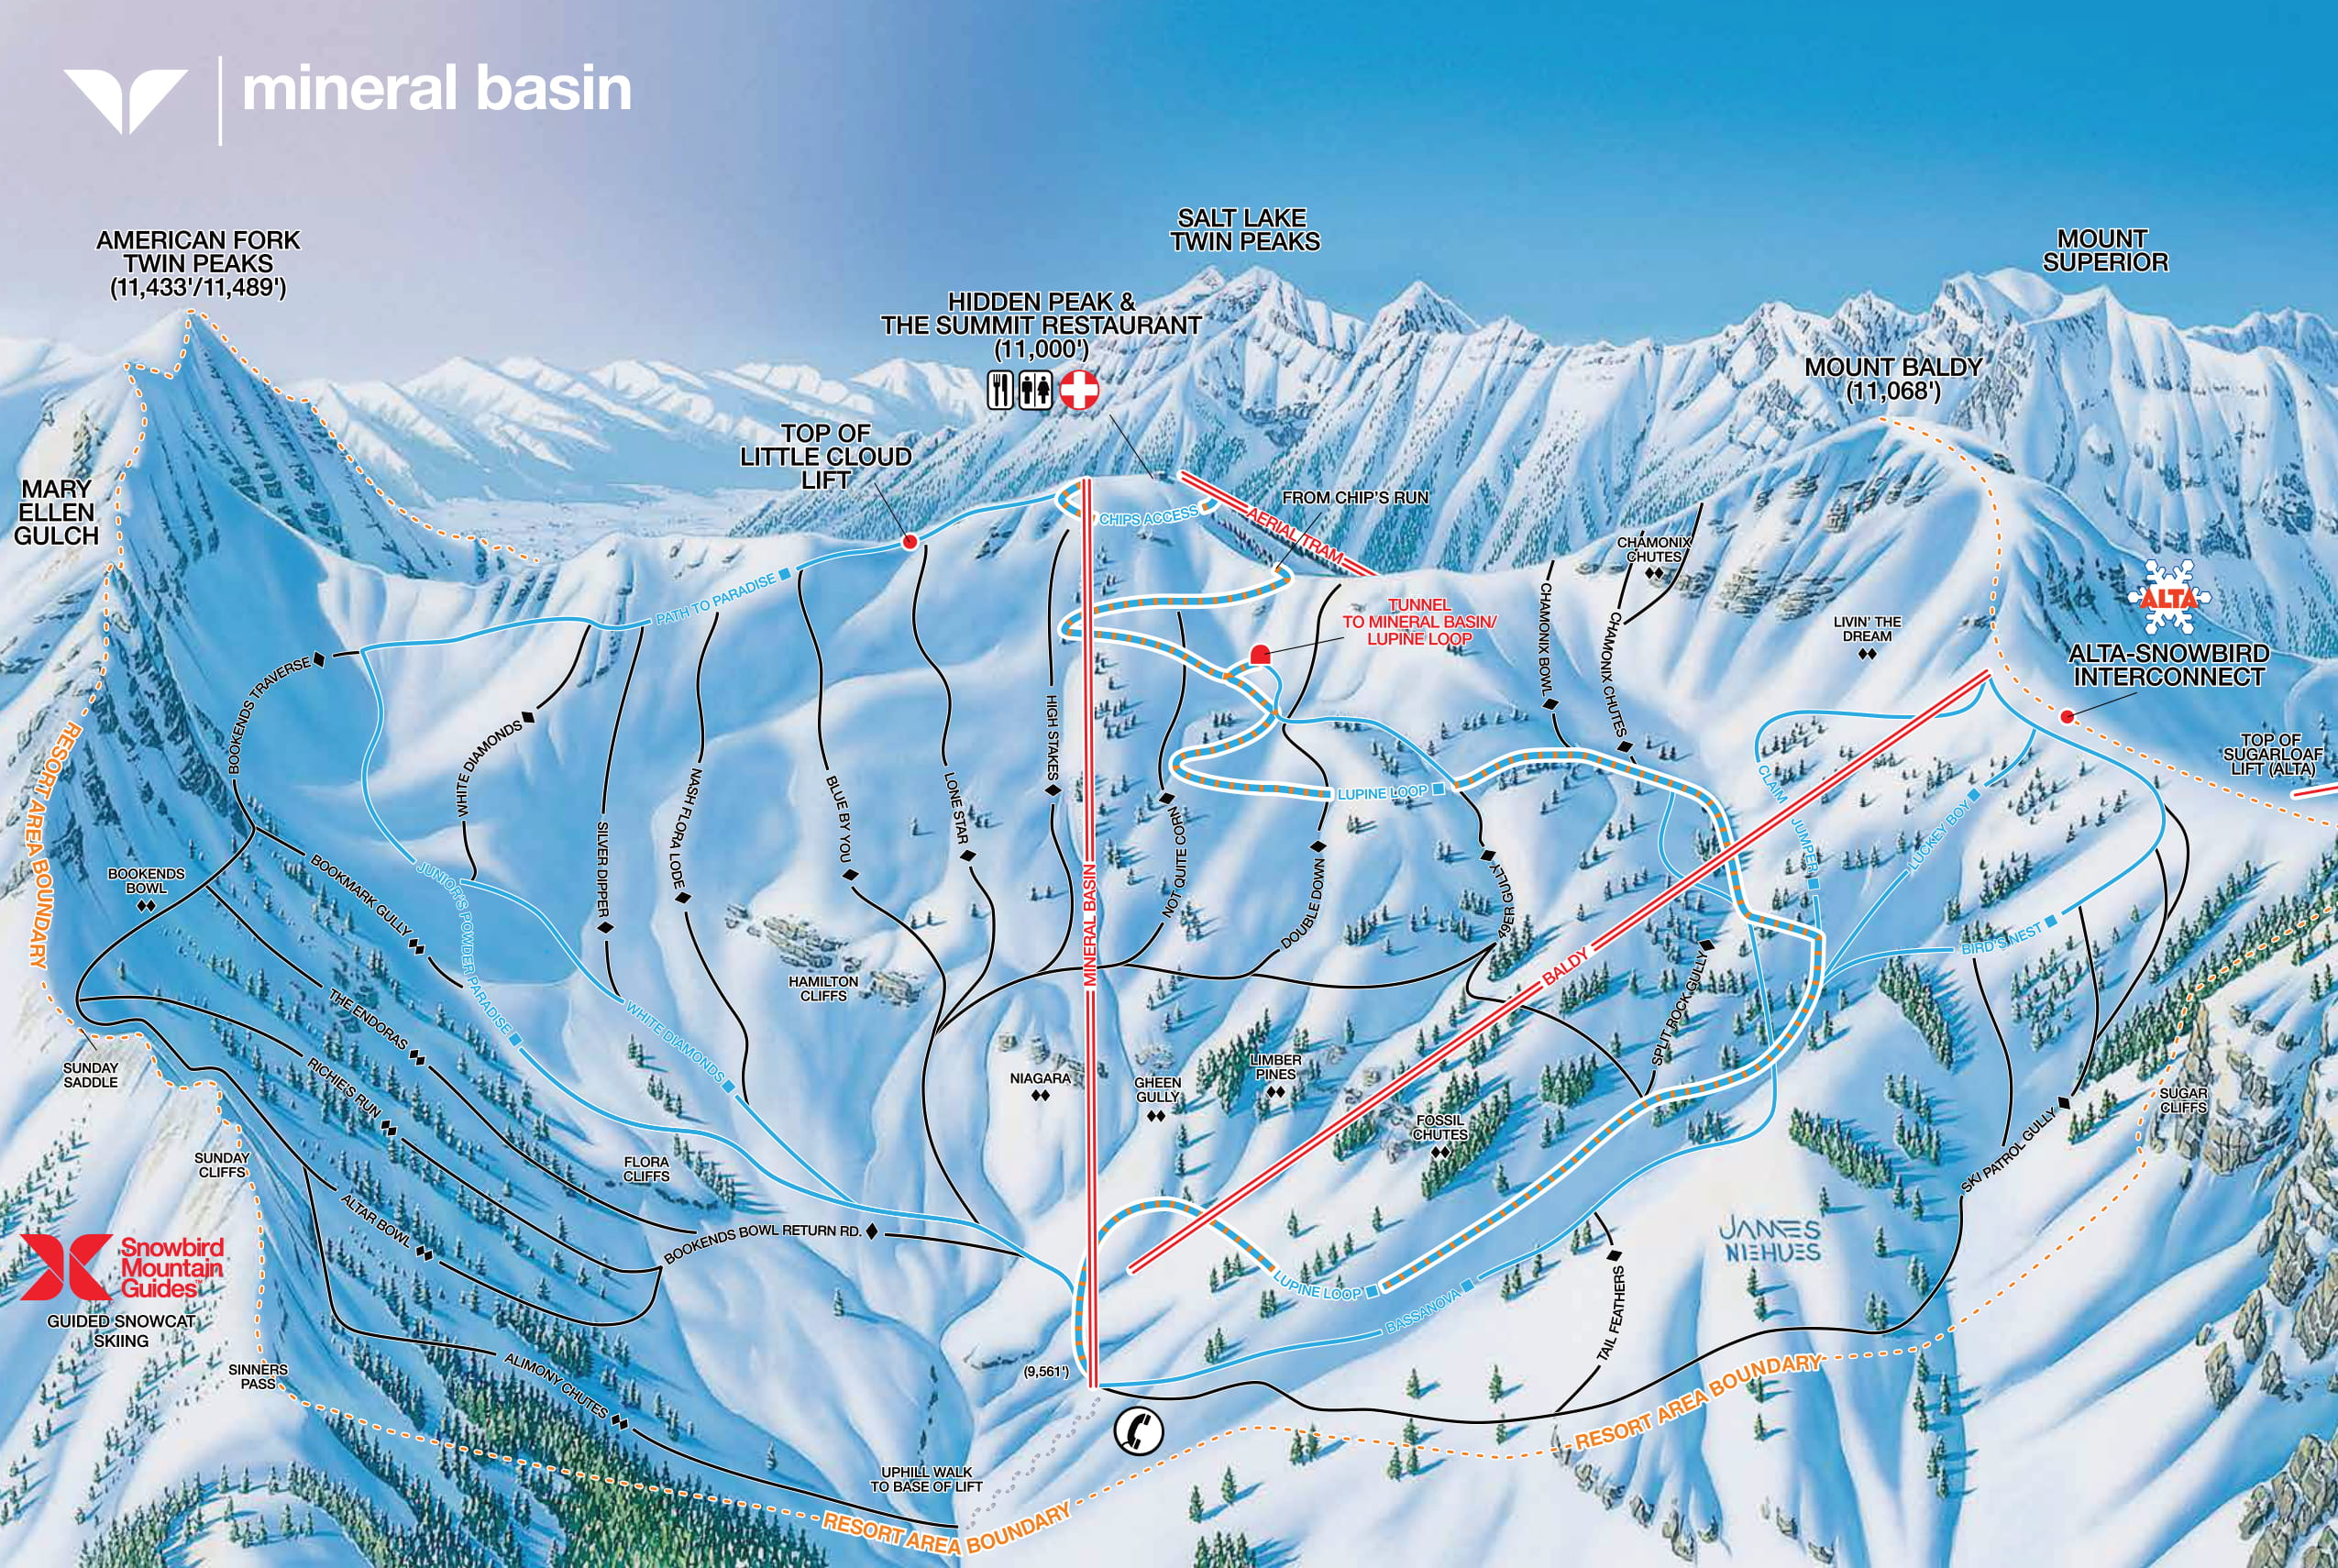 mineral basin
AMERICAN FORK
TWIN PEAKS
(11,433'/11,489')
SALT LAKE
TWIN PEAKS
MOUNT
SUPERIOR
HIDDEN PEAK &
THE SUMMIT RESTAURANT
(11,000')
MOUNT BALDY
(11,068')
TOP OF
LITTLE CLOUD
LIFT
MARY
ELLEN
GULCH
FROM CHIP'S RUN
CHIPS ACCESS
AERIAL TRAM
CHAMONIX
CHUTES
ALTA
PATH TO PARADISE
TUNNEL
TO MINERAL BASIN/
LUPINE LOOP
LIVIN' THE
DREAM
ALTA-SNOWBIRD
INTERCONNECT
BOOKENDS TRAVERSE
WHITE DIAMONDS
SILVER DIPPER
NASH FLORA LODE
BLUE BY YOU
LONE STAR
HIGH STAKES
NOT QUITE CORN
DOUBLE DOWN
49ER GULLY
CHAMONIX BOWL
CHAMONIX CHUTES
TOP OF
SUGARLOAF
LIFT (ALTA)
RESORT AREA BOUNDARY
LUPINE LOOP
CLAIM JUMPER
LUCKEY BOY
BIRD'S NEST
BOOKENDS
BOWL
BOOKMARK GULLY
JUNIOR'S POWDER PARADISE
MINERAL BASIN
BALDY
SPLIT ROCK GULLY
HAMILTON
CLIFFS
THE ENDORAS
WHITE DIAMONDS
SUNDAY
SADDLE
RICHIE'S RUN
NIAGARA
GHEEN
GULLY
LIMBER
PINES
FOSSIL
CHUTES
SUGAR
CLIFFS
SKI PATROL GULLY
SUNDAY
CLIFFS
FLORA
CLIFFS
ALTAR BOWL
BOOKENDS BOWL RETURN RD.
JAMES
NIEHUES
Snowbird
Mountain
Guides™
GUIDED SNOWCAT
SKIING
LUPINE LOOP
BASSANOVA
TAIL FEATHERS
SINNERS
PASS
ALIMONY CHUTES
(9,561')
RESORT AREA BOUNDARY
UPHILL WALK
TO BASE OF LIFT
RESORT AREA BOUNDARY